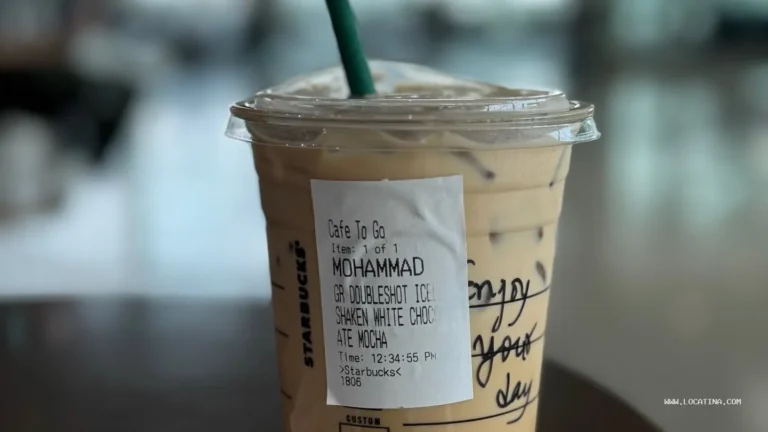 Cafe To Go
Item: 1 of 1
MOHAMMAD
GR DOUBLESHOT ICE
SHAKEN WHITE CHOC
ATE MOCHA
Time: 12:34:55 PM
>Starbucks<
1806
STARBUCKS
Enjoy
your
day
CUSTOM
WWW.LOCATINA.COM